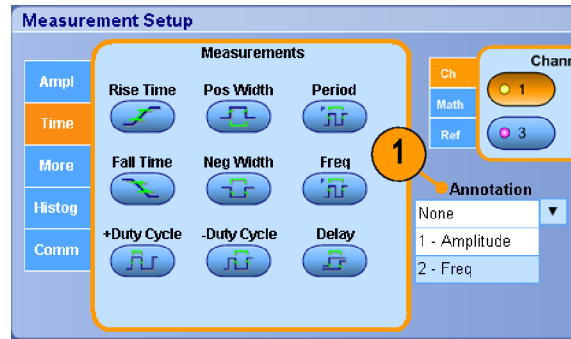 Measurement Setup
Measurements
Ampl
Time
More
Histog
Comm
Rise Time Pos Width Period
Fall Time Neg Width Freq
+Duty Cycle -Duty Cycle Delay
Ch
Math
Ref
Chann
1
3
1
Annotation
None
1 - Amplitude
2 - Freq